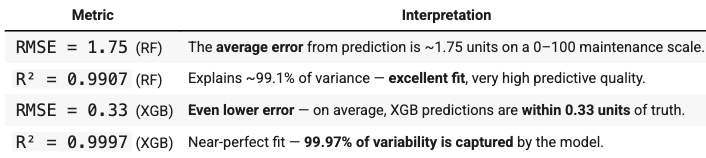 Metric Interpretation
RMSE = 1.75 (RF) The average error from prediction is ~1.75 units on a 0–100 maintenance scale.
R² = 0.9907 (RF) Explains ~99.1% of variance — excellent fit, very high predictive quality.
RMSE = 0.33 (XGB) Even lower error — on average, XGB predictions are within 0.33 units of truth.
R² = 0.9997 (XGB) Near-perfect fit — 99.97% of variability is captured by the model.